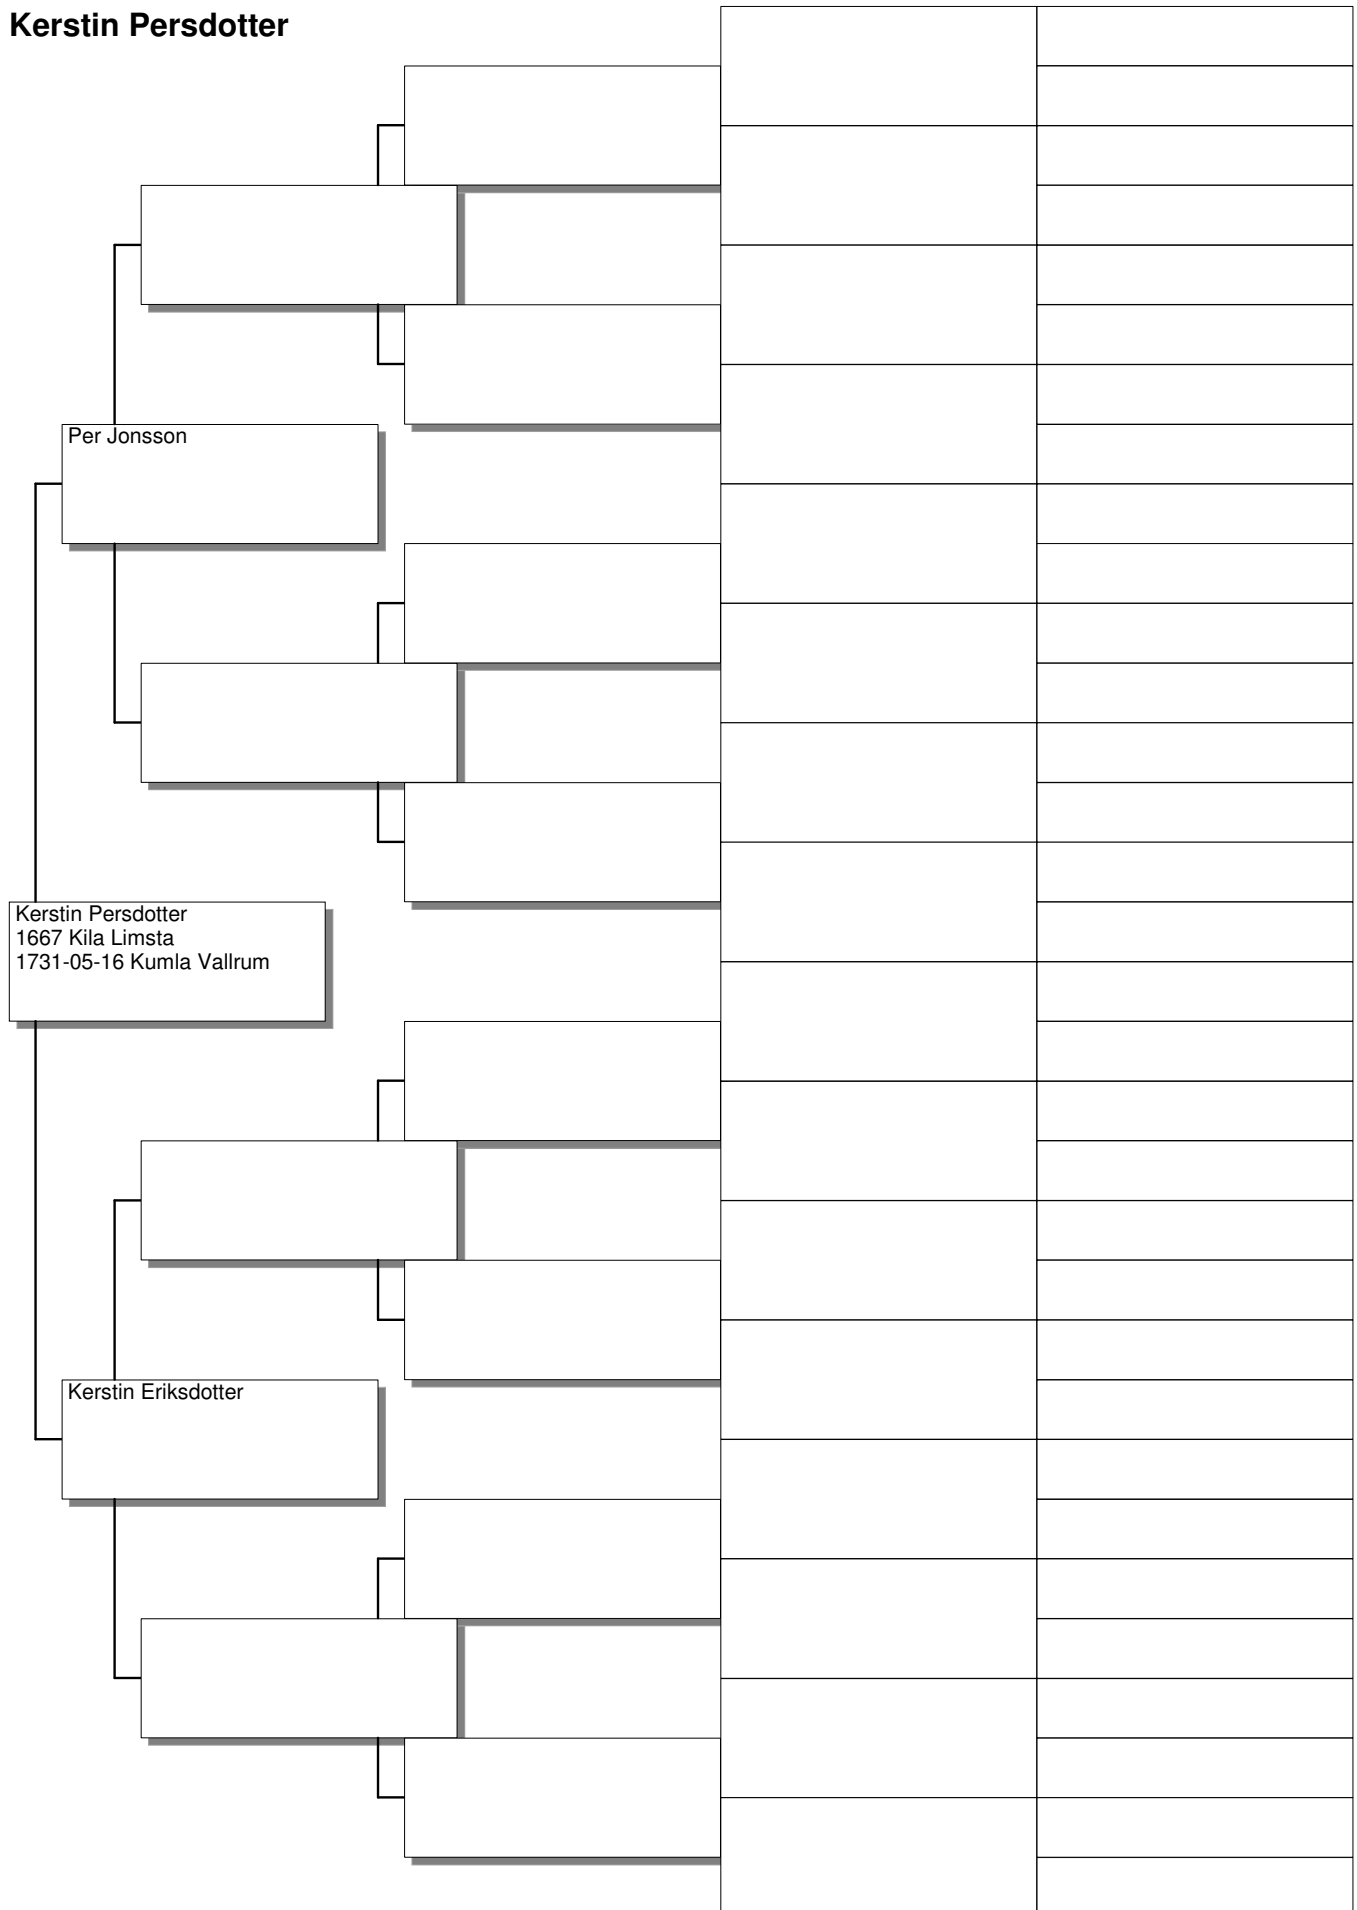 Kerstin Persdotter
Per Jonsson
Kerstin Persdotter
1667 Kila Limsta
1731-05-16 Kumla Vallrum
Kerstin Eriksdotter